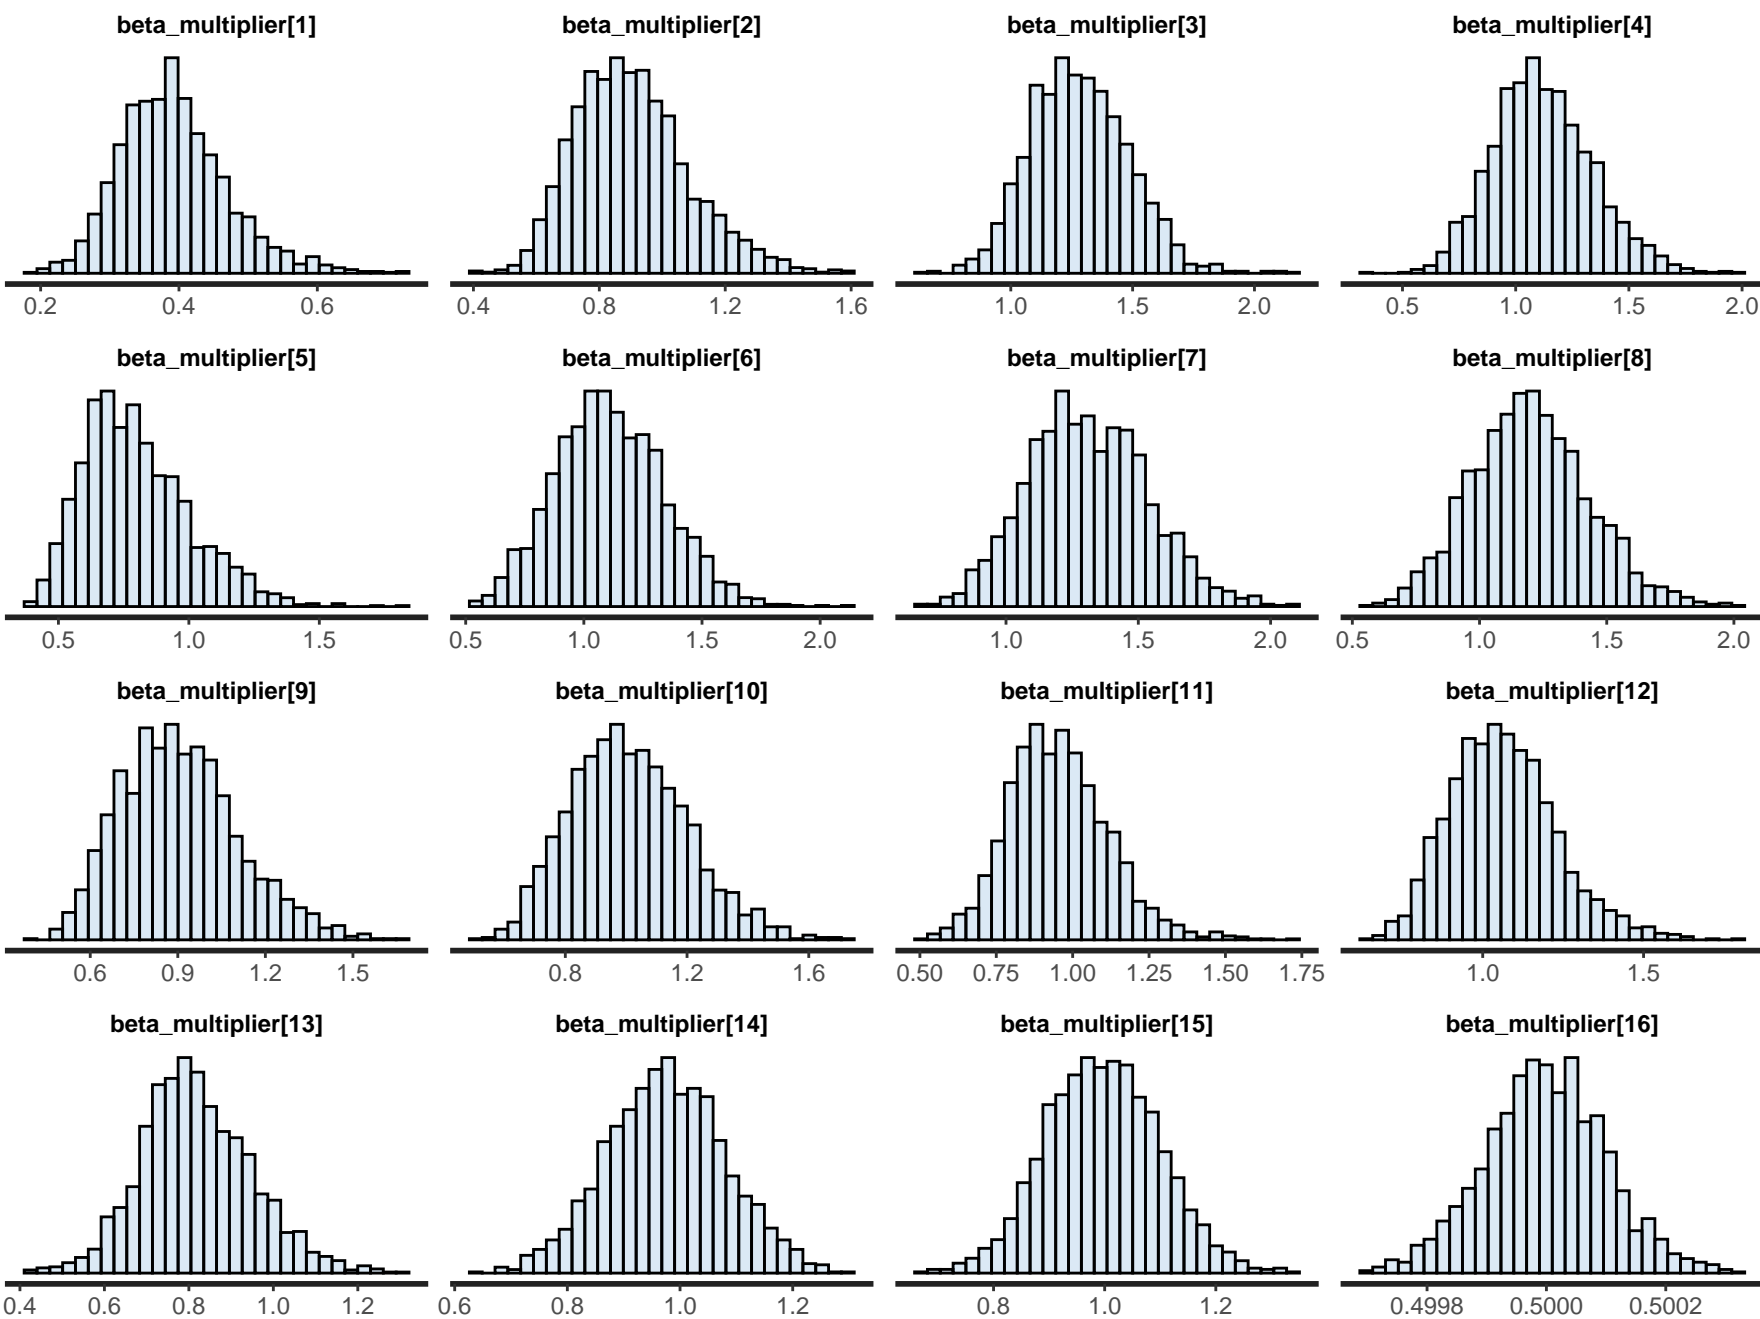 beta_multiplier[1] beta_multiplier[2] beta_multiplier[3] beta_multiplier[4]
0.2 0.4 0.6 0.4 0.8 1.2 1.6 1.0 1.5 2.0 0.5 1.0 1.5 2.0
beta_multiplier[5] beta_multiplier[6] beta_multiplier[7] beta_multiplier[8]
0.5 1.0 1.5 0.5 1.0 1.5 2.0 1.0 1.5 2.0 0.5 1.0 1.5 2.0
beta_multiplier[9] beta_multiplier[10] beta_multiplier[11] beta_multiplier[12]
0.6 0.9 1.2 1.5 0.8 1.2 1.6 0.50 0.75 1.00 1.25 1.50 1.75 1.0 1.5
beta_multiplier[13] beta_multiplier[14] beta_multiplier[15] beta_multiplier[16]
0.4 0.6 0.8 1.0 1.2 0.6 0.8 1.0 1.2 0.8 1.0 1.2 0.4998 0.5000 0.5002